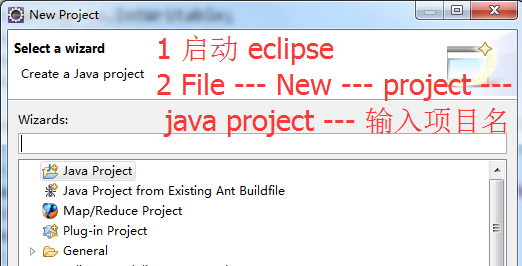 New Project
Select a wizard
Create a Java project
1 启动 eclipse
2 File --- New --- project ---
java project --- 输入项目名
Wizards:
Java Project
Java Project from Existing Ant Buildfile
Map/Reduce Project
Plug-in Project
General